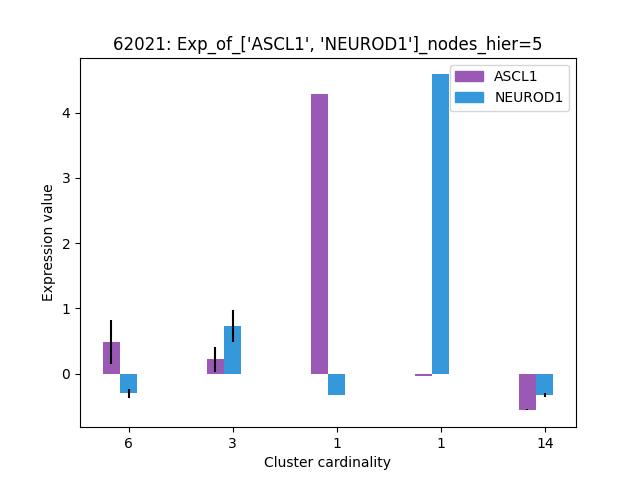 62021: Exp_of_['ASCL1', 'NEUROD1']_nodes_hier=5
ASCL1
NEUROD1
Expression value
4
3
2
1
0
6
3
1
1
14
Cluster cardinality